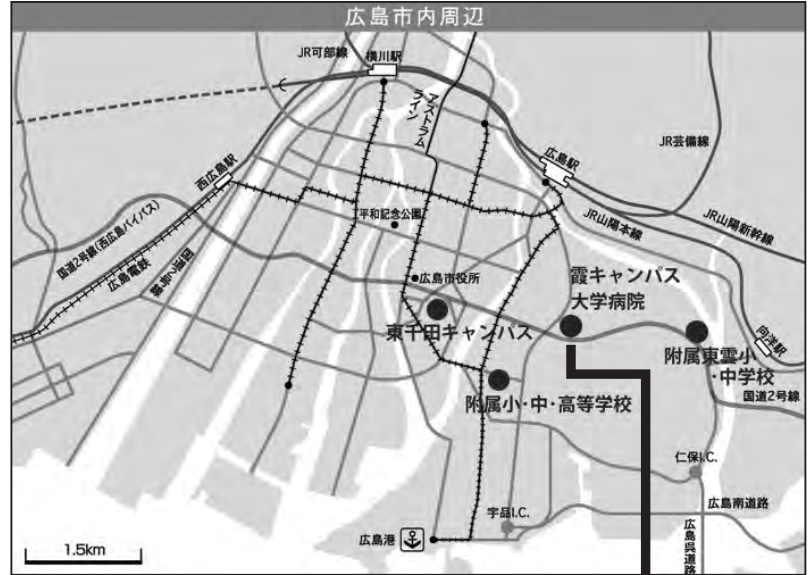 広島市内周辺
JR可部線
横川駅
アストラム
ライン
JR芸備線
広島駅
西広島駅
平和記念公園
JR山陽本線
JR山陽新幹線
国道2号線(西広島バイパス)
広島電鉄
国道2号線
広島市役所
霞キャンパス
大学病院
東千田キャンパス
向洋駅
附属東雲小
・中学校
附属小・中・高等学校
国道2号線
仁保I.C.
広島南道路
宇品I.C.
広島港
広島呉道路
1.5km